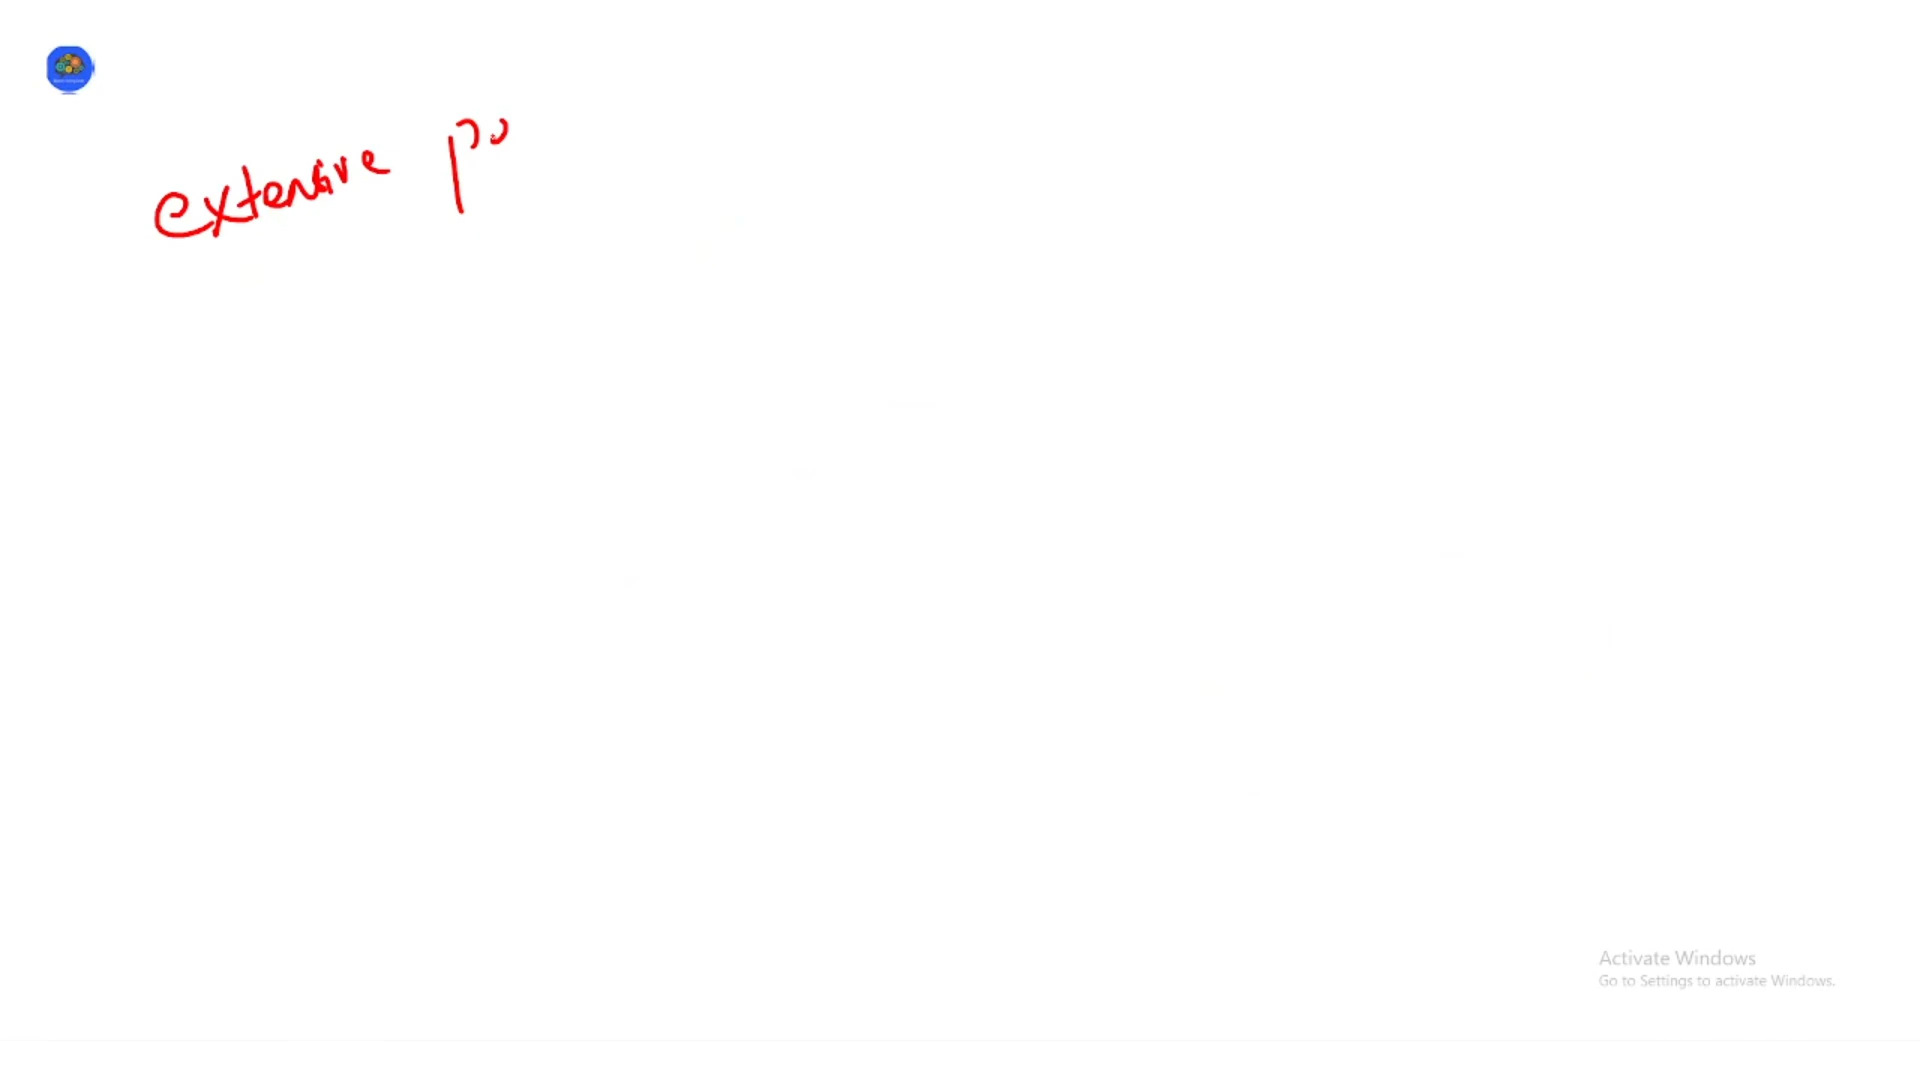 extensive
Activate Windows
Go to Settings to activate Windows.